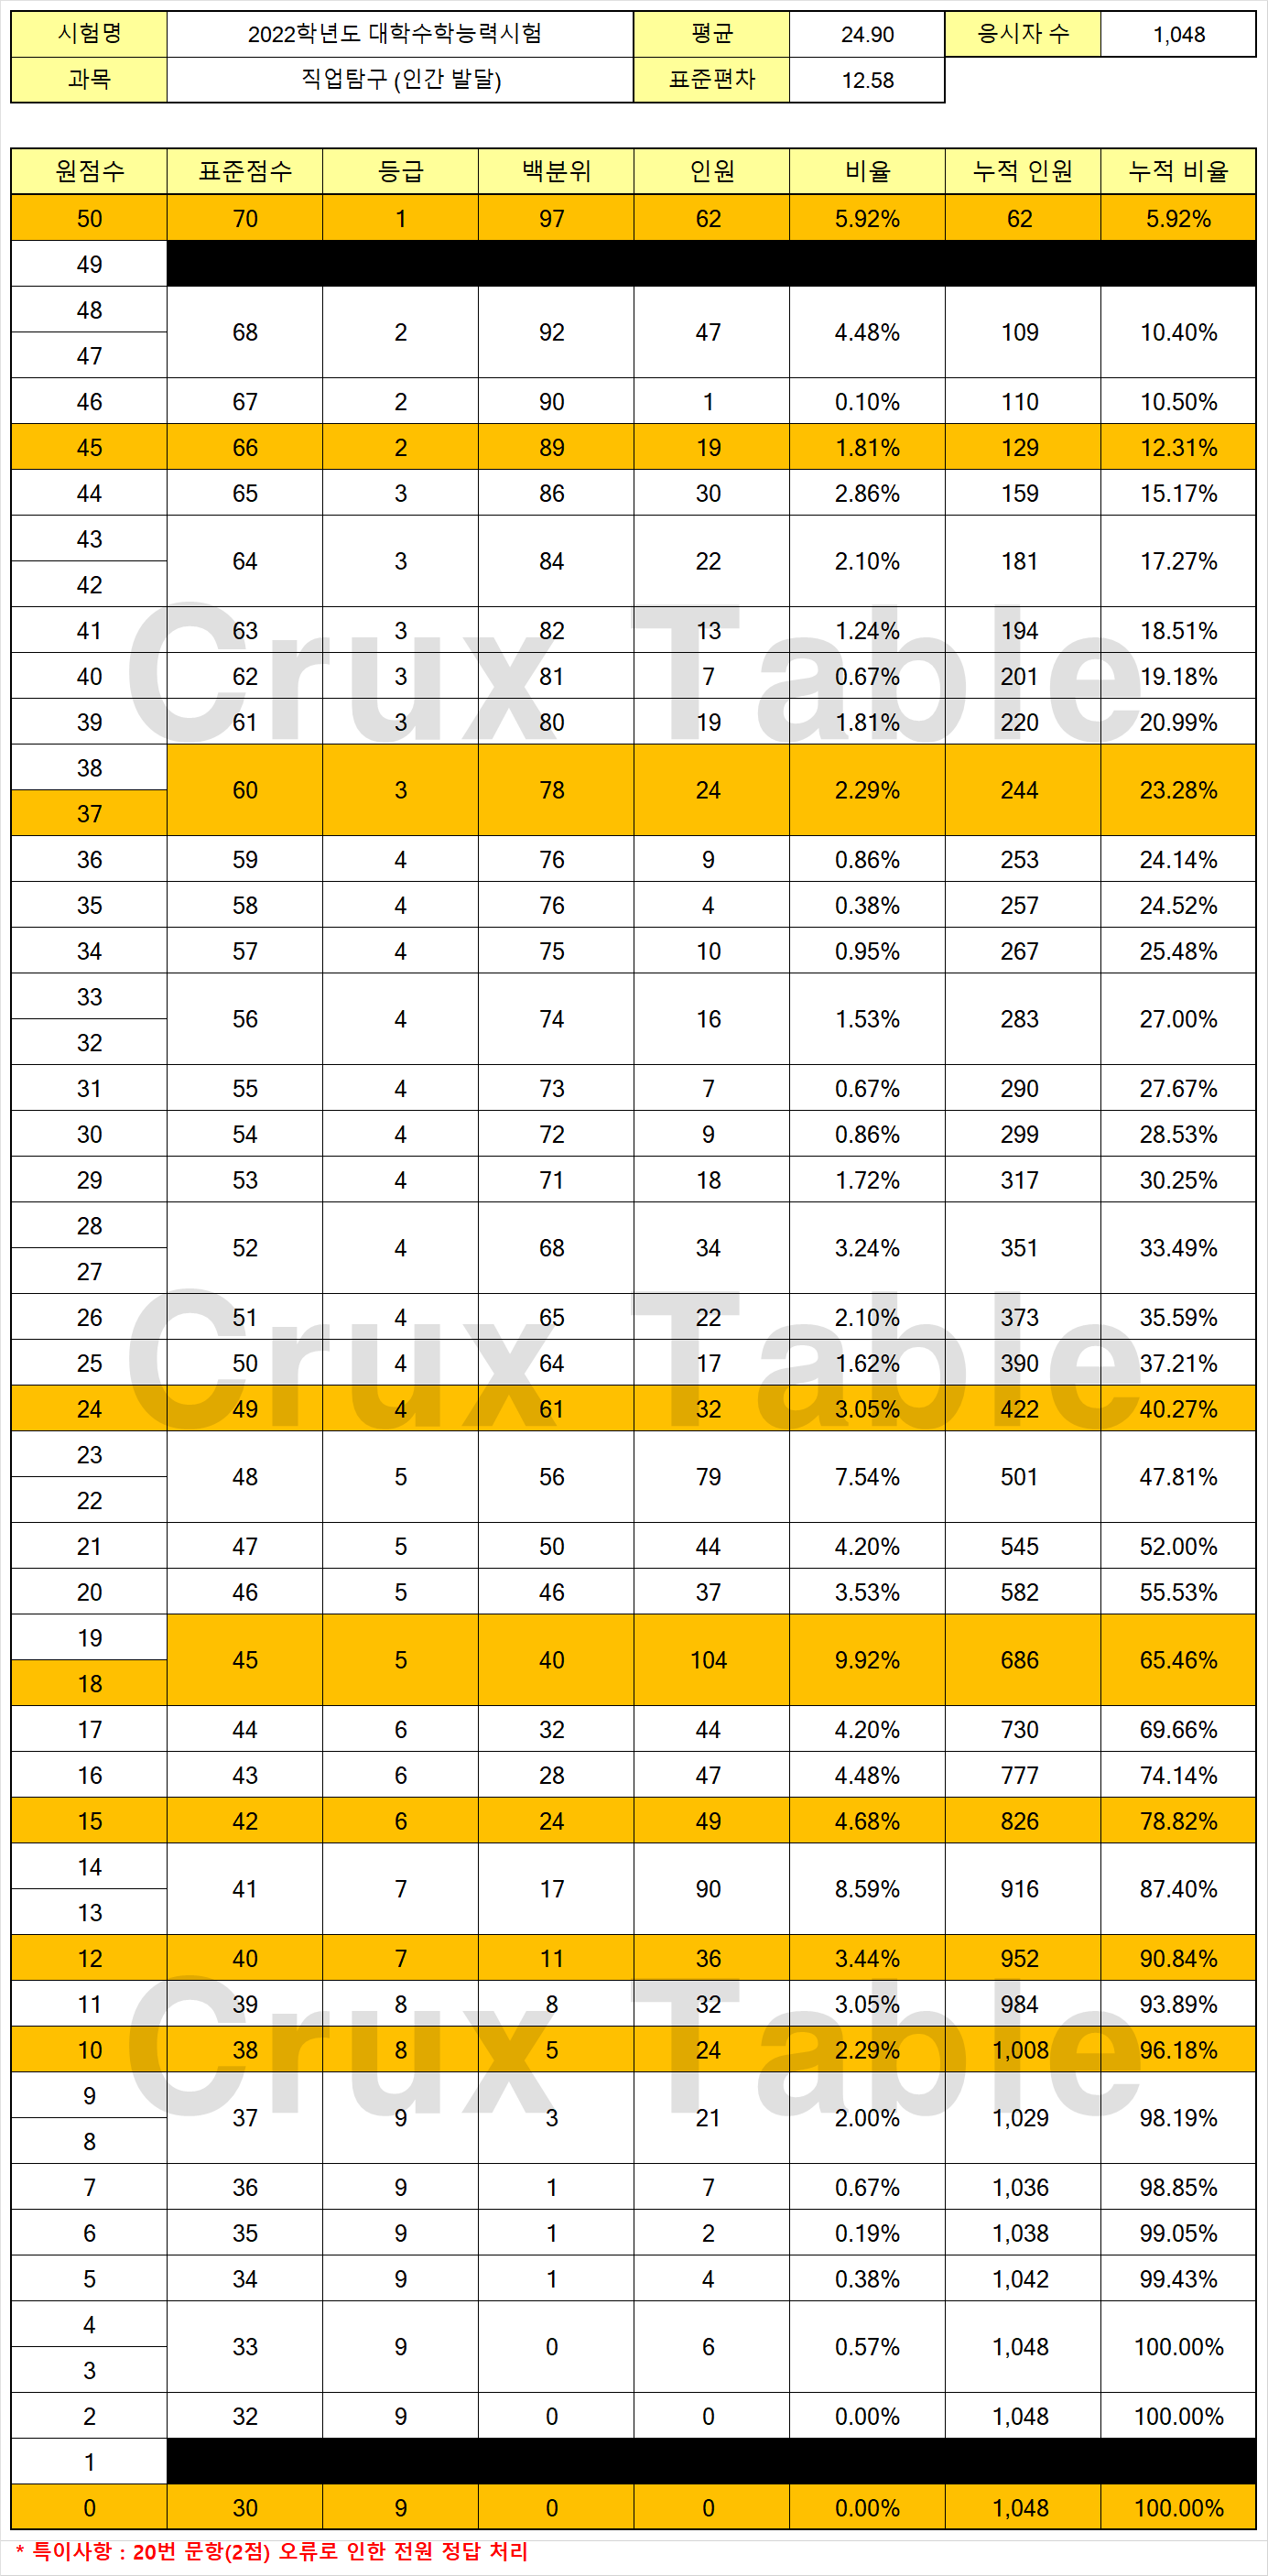 시험명 2022학년도 대학수학능력시험 평균 24.90 응시자 수 1,048
과목 직업탐구 (인간 발달) 표준편차 12.58
원점수 표준점수 등급 백분위 인원 비율 누적 인원 누적 비율
50 70 1 97 62 5.92% 62 5.92%
49
48
68 2 92 47 4.48% 109 10.40%
47
46 67 2 90 1 0.10% 110 10.50%
45 66 2 89 19 1.81% 129 12.31%
44 65 3 86 30 2.86% 159 15.17%
43
64 3 84 22 2.10% 181 17.27%
42
41 63 3 82 13 1.24% 194 18.51%
40 62 3 81 7 0.67% 201 19.18%
39 61 3 80 19 1.81% 220 20.99%
Crux Table
38
60 3 78 24 2.29% 244 23.28%
37
36 59 4 76 9 0.86% 253 24.14%
35 58 4 76 4 0.38% 257 24.52%
34 57 4 75 10 0.95% 267 25.48%
33
56 4 74 16 1.53% 283 27.00%
32
31 55 4 73 7 0.67% 290 27.67%
30 54 4 72 9 0.86% 299 28.53%
29 53 4 71 18 1.72% 317 30.25%
28
52 4 68 34 3.24% 351 33.49%
27
26 51 4 65 22 2.10% 373 35.59%
25 50 4 64 17 1.62% 390 37.21%
24 49 4 61 32 3.05% 422 40.27%
Crux Table
23
48 5 56 79 7.54% 501 47.81%
22
21 47 5 50 44 4.20% 545 52.00%
20 46 5 46 37 3.53% 582 55.53%
19
45 5 40 104 9.92% 686 65.46%
18
17 44 6 32 44 4.20% 730 69.66%
16 43 6 28 47 4.48% 777 74.14%
15 42 6 24 49 4.68% 826 78.82%
14
41 7 17 90 8.59% 916 87.40%
13
12 40 7 11 36 3.44% 952 90.84%
11 39 8 8 32 3.05% 984 93.89%
10 38 8 5 24 2.29% 1,008 96.18%
Crux Table
9
37 9 3 21 2.00% 1,029 98.19%
8
7 36 9 1 7 0.67% 1,036 98.85%
6 35 9 1 2 0.19% 1,038 99.05%
5 34 9 1 4 0.38% 1,042 99.43%
4
33 9 0 6 0.57% 1,048 100.00%
3
2 32 9 0 0 0.00% 1,048 100.00%
1
0 30 9 0 0 0.00% 1,048 100.00%
* 특이사항 : 20번 문항(2점) 오류로 인한 전원 정답 처리